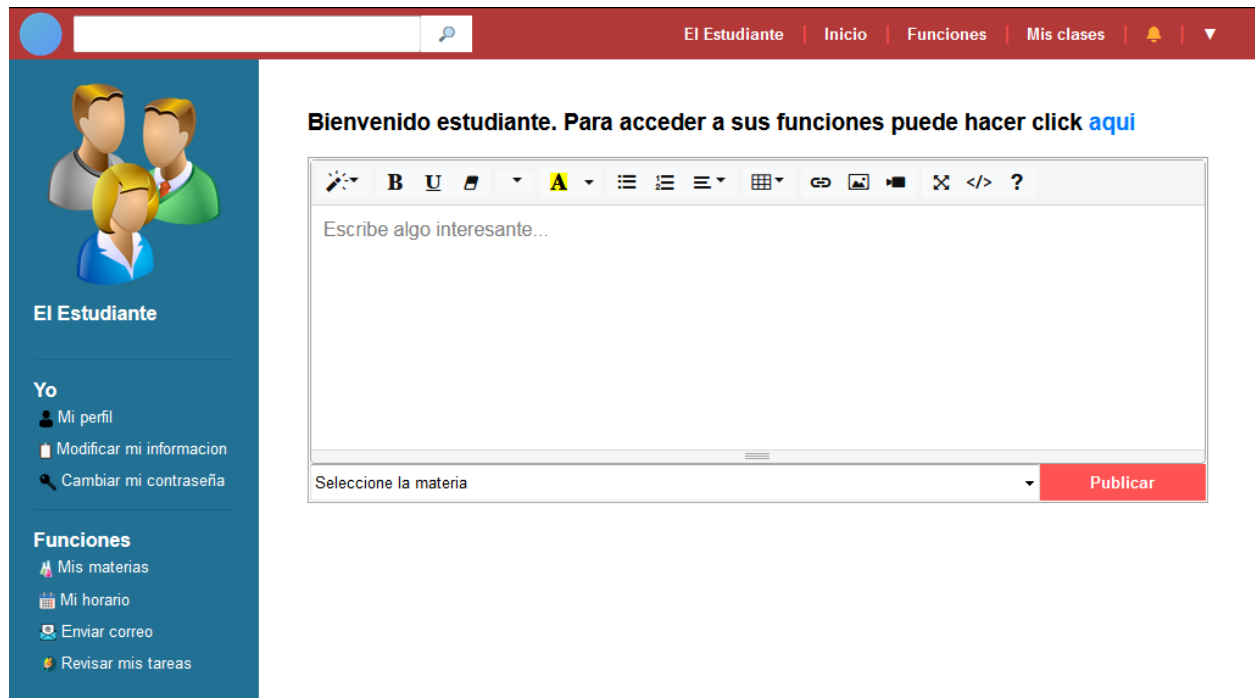 El Estudiante | Inicio | Funciones | Mis clases
El Estudiante
Yo
Mi perfil
Modificar mi informacion
Cambiar mi contraseña
Funciones
Mis materias
Mi horario
Enviar correo
Revisar mis tareas
Bienvenido estudiante. Para acceder a sus funciones puede hacer click aqui
B U A </> ?
Escribe algo interesante...
Seleccione la materia
Publicar